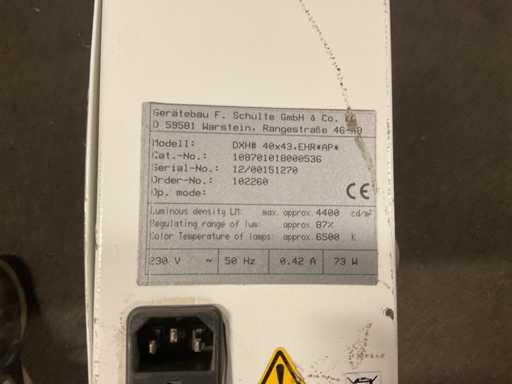 Gerätebau F. Schulte GmbH & Co. KG
D 59581 Warstein, Rangestraße
Modell: DXH# 40x43.EHR*AP*
Cat.-No.: 108701018000536
Serial-No.: 12/00151270
Order-No.: 102260
Op. mode:
CE
Luminous density LM: max. approx. 4400 cd/m²
Regulating range of lum: approx. 87%
Color Temperature of lamps: approx. 6500 K
230 V ~ 50 Hz 0.42 A 73 W